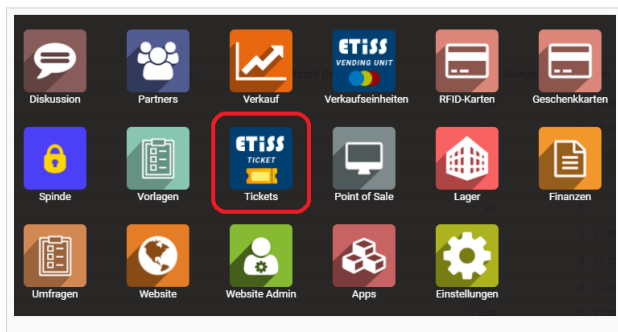 ETiSS
VENDING UNIT
Diskussion Partners Verkauf Verkaufseinheiten RFID-Karten Geschenkkarten
ETiSS
TICKET
Spinde Vorlagen Tickets Point of Sale Lager Finanzen
Umfragen Website Website Admin Apps Einstellungen